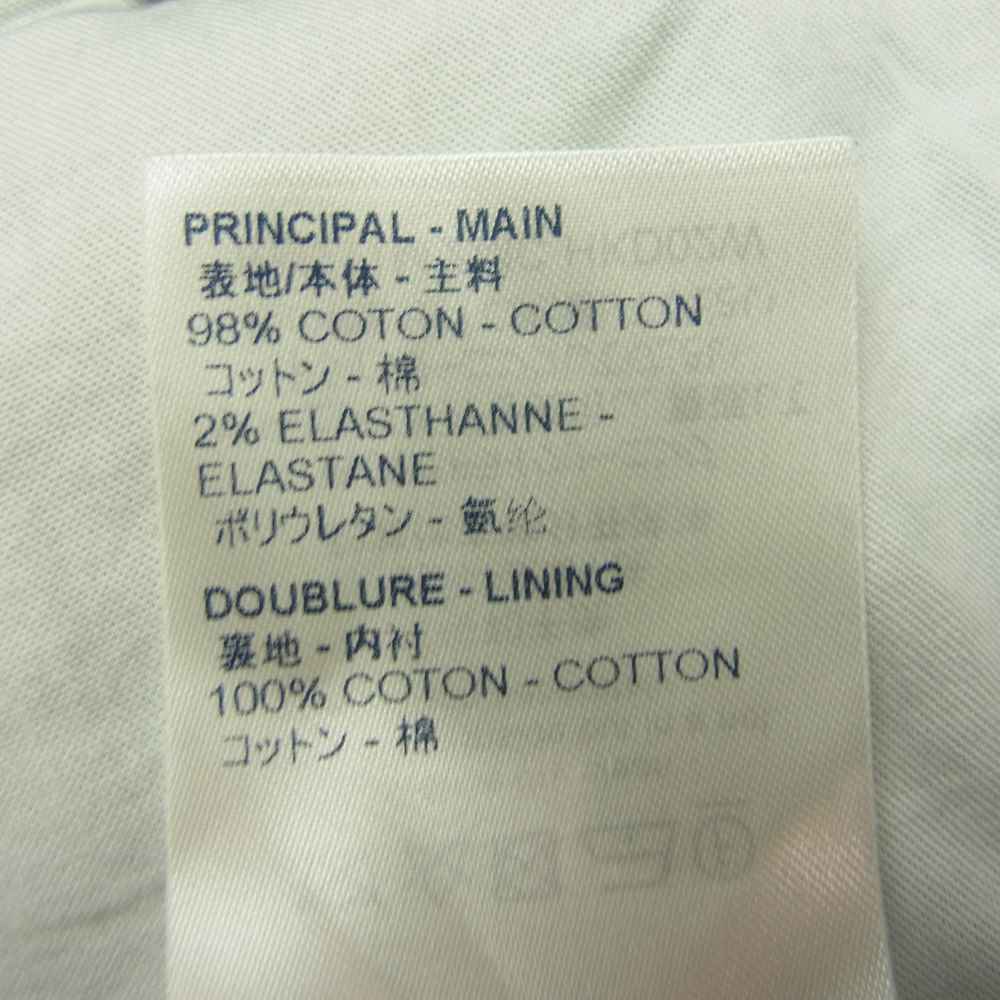 PRINCIPAL - MAIN
表地/本体 - 主料
98% COTON - COTTON
コットン - 棉
2% ELASTHANNE -
ELASTANE
ポリウレタン - 氨纶
DOUBLURE - LINING
裏地 - 内衬
100% COTON - COTTON
コットン - 棉